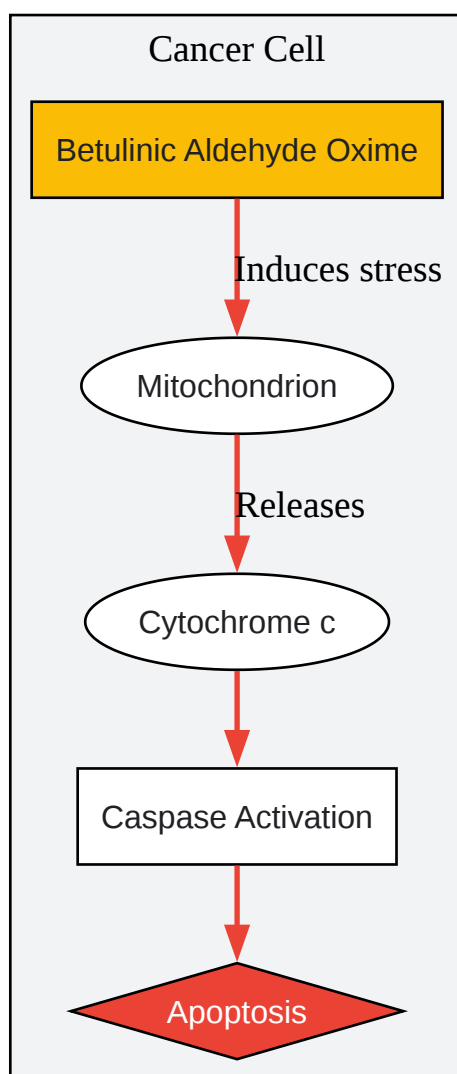 Cancer Cell
Betulinic Aldehyde Oxime
Induces stress
Mitochondrion
Releases
Cytochrome c
Caspase Activation
Apoptosis